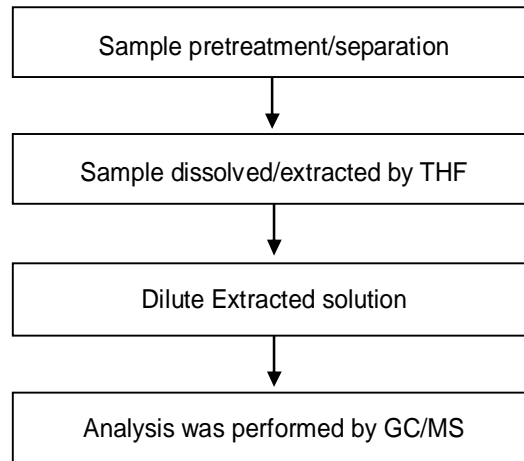 Sample pretreatment/separation
Sample dissolved/extracted by THF
Dilute Extracted solution
Analysis was performed by GC/MS